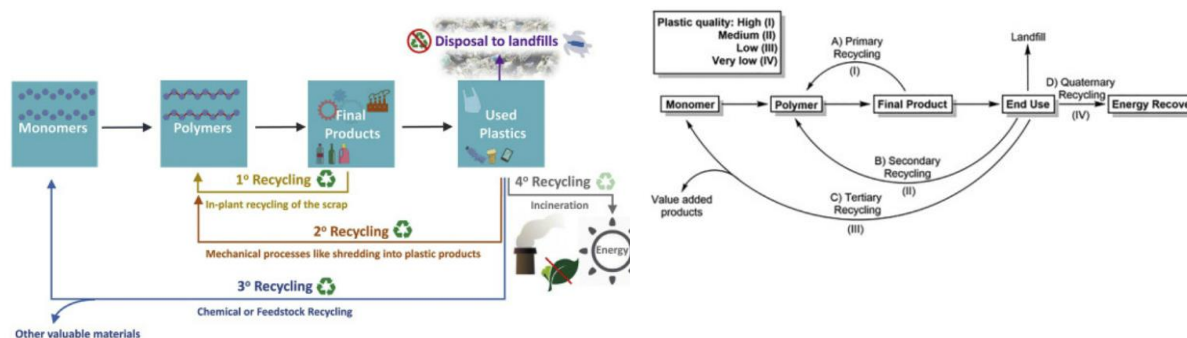 Disposal to landfills
Monomers
Polymers
Final
Products
Used
Plastics
1º Recycling
In-plant recycling of the scrap
4º Recycling
Incineration
2º Recycling
Mechanical processes like shredding into plastic products
Energy
3º Recycling
Chemical or Feedstock Recycling
Other valuable materials
Plastic quality: High (I)
Medium (II)
Low (III)
Very low (IV)
A) Primary
Recycling
(I)
Landfill
D) Quaternary
Recycling
(IV)
Monomer
Polymer
Final Product
End Use
Energy Recove
B) Secondary
Recycling
(II)
C) Tertiary
Recycling
(III)
Value added
products